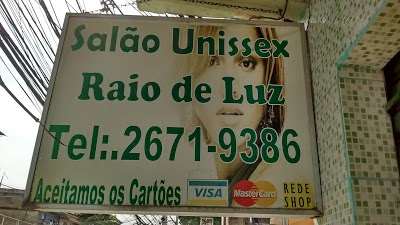 Salão Unissex
Raio de Luz
Tel:.2671-9386
Aceitamos os Cartões VISA MasterCard REDE
SHOP